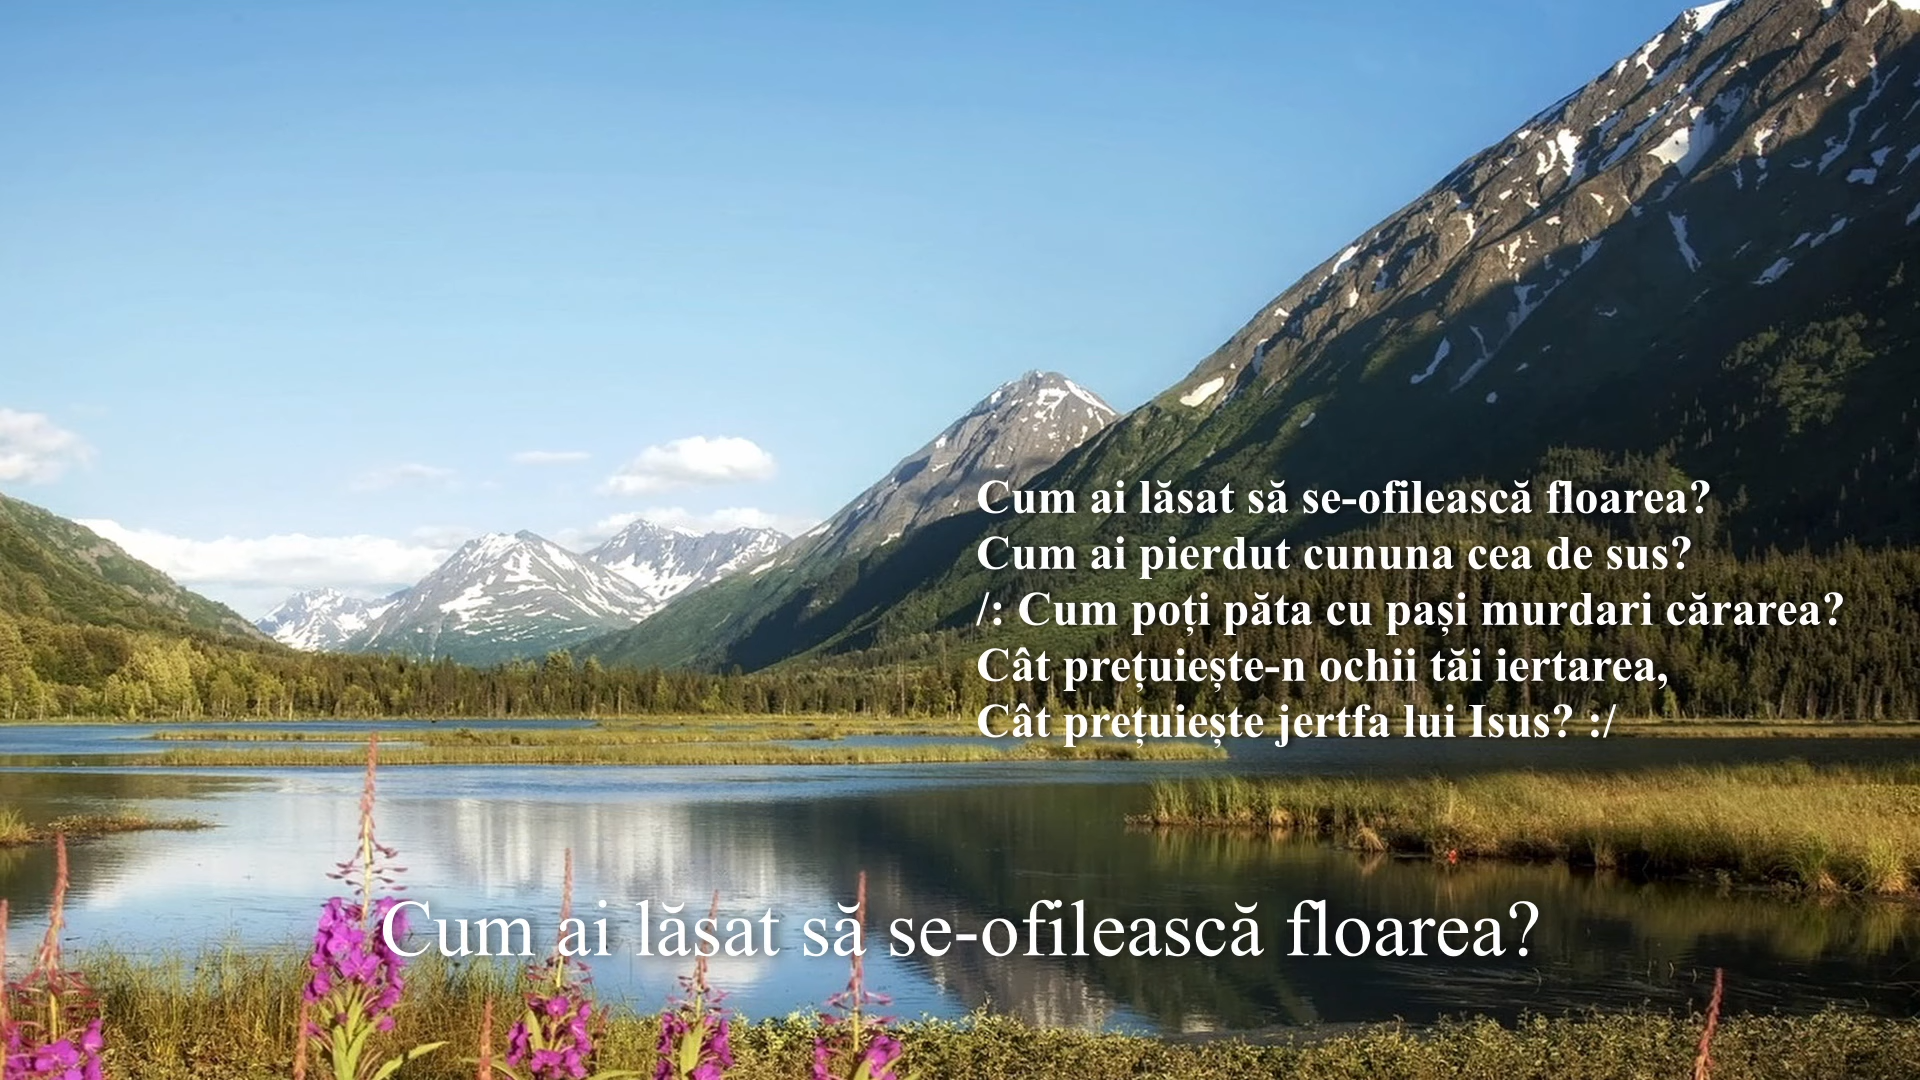 Cum ai lăsat să se-ofilească floarea?
Cum ai pierdut cununa cea de sus?
/: Cum poți păta cu pași murdari cărarea?
Cât prețuiește-n ochii tăi iertarea,
Cât prețuiește jertfa lui Isus? :/
Cum ai lăsat să se-ofilească floarea?